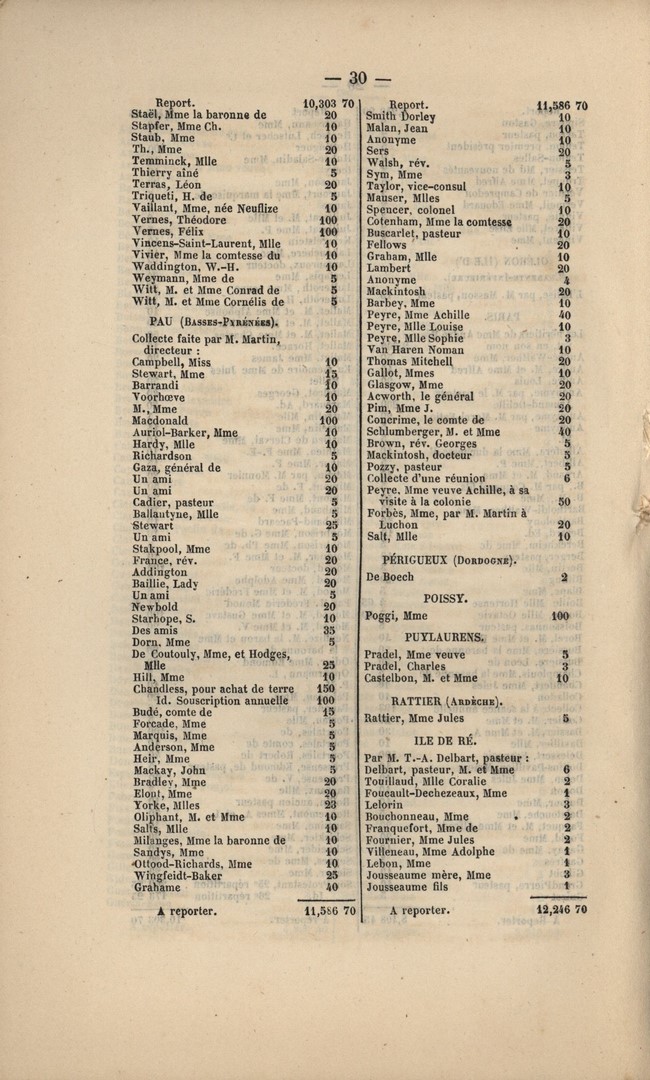 — 30 —
Report. 10,303 70
Staël, Mme la baronne de 20
Stapfer, Mme Ch. 10
Staub, Mme 10
Th., Mme 20
Temminck, Mlle 10
Thierry aîné 5
Terras, Léon 20
Triqueti, H. de 5
Vaillant, Mme, née Neuflize 10
Vernes, Théodore 100
Vernes, Félix 100
Vincens-Saint-Laurent, Mlle 10
Vivier, Mme la comtesse du 10
Waddington, W.-H. 10
Weymann, Mme de 5
Witt, M. et Mme Conrad de 5
Witt, M. et Mme Cornélis de 5
PAU (Basses-Pyrénées).
Collecte faite par M. Martin,
directeur :
Campbell, Miss 10
Stewart, Mme 15
Barrandi 10
Voorhœve 10
M., Mme 20
Macdonald 100
Auriol-Barker, Mme 10
Hardy, Mlle 10
Richardson 5
Gaza, général de 10
Un ami 20
Un ami 20
Cadier, pasteur 5
Ballantyne, Mlle 5
Stewart 25
Un ami 5
Stakpool, Mme 10
France, rév. 20
Addington 20
Baillie, Lady 20
Un ami 5
Newbold 20
Starhope, S. 10
Des amis 35
Dorn, Mme 5
De Coutouly, Mme, et Hodges,
Mlle 25
Hill, Mme 10
Chandless, pour achat de terre 150
Id. Souscription annuelle 100
Budé, comte de 15
Forcade, Mme 5
Marquis, Mme 5
Anderson, Mme 5
Heir, Mme 5
Mackay, John 5
Bradley, Mme 20
Elont, Mme 20
Yorke, Mlles 23
Oliphant, M. et Mme 10
Salis, Mlle 10
Milanges, Mme la baronne de 10
Sandys, Mme 10
Ottood-Richards, Mme 10
Wingfeidt-Baker 25
Grahame 40
A reporter. 11,586 70
Report. 11,586 70
Smith Dorley 10
Malan, Jean 10
Anonyme 10
Sers 20
Walsh, rév. 5
Sym, Mme 3
Taylor, vice-consul 10
Mauser, Mlles 5
Spencer, colonel 10
Cotenham, Mme la comtesse 20
Buscarlet, pasteur 10
Fellows 20
Graham, Mlle 10
Lambert 20
Anonyme 4
Mackintosh 20
Barbey, Mme 10
Peyre, Mme Achille 40
Peyre, Mlle Louise 10
Peyre, Mlle Sophie 3
Van Haren Noman 10
Thomas Mitchell 20
Gallot, Mmes 10
Glasgow, Mme 20
Acworth, le général 20
Pim, Mme J. 20
Concrime, le comte de 20
Schlumberger, M. et Mme 40
Brown, rév. Georges 5
Mackintosh, docteur 5
Pozzy, pasteur 5
Collecte d'une réunion 6
Peyre, Mme veuve Achille, à sa
visite à la colonie 50
Forbès, Mme, par M. Martin à
Luchon 20
Salt, Mlle 10
PÉRIGUEUX (Dordogne).
De Boech 2
POISSY.
Poggi, Mme 100
PUYLAURENS.
Pradel, Mme veuve 5
Pradel, Charles 3
Castelbon, M. et Mme 10
RATTIER (Ardèche).
Rattier, Mme Jules 5
ILE DE RÉ.
Par M. T.-A. Delbart, pasteur :
Delbart, pasteur, M. et Mme 6
Touillaud, Mlle Coralie 2
Foucault-Dechezeaux, Mme 1
Lelorin 3
Bouchonneau, Mme 2
Franquefort, Mme de 2
Fournier, Mme Jules 2
Villeneau, Mme Adolphe 1
Lebon, Mme 1
Jousseaume mère, Mme 3
Jousseaume fils 1
A reporter. 12,246 70